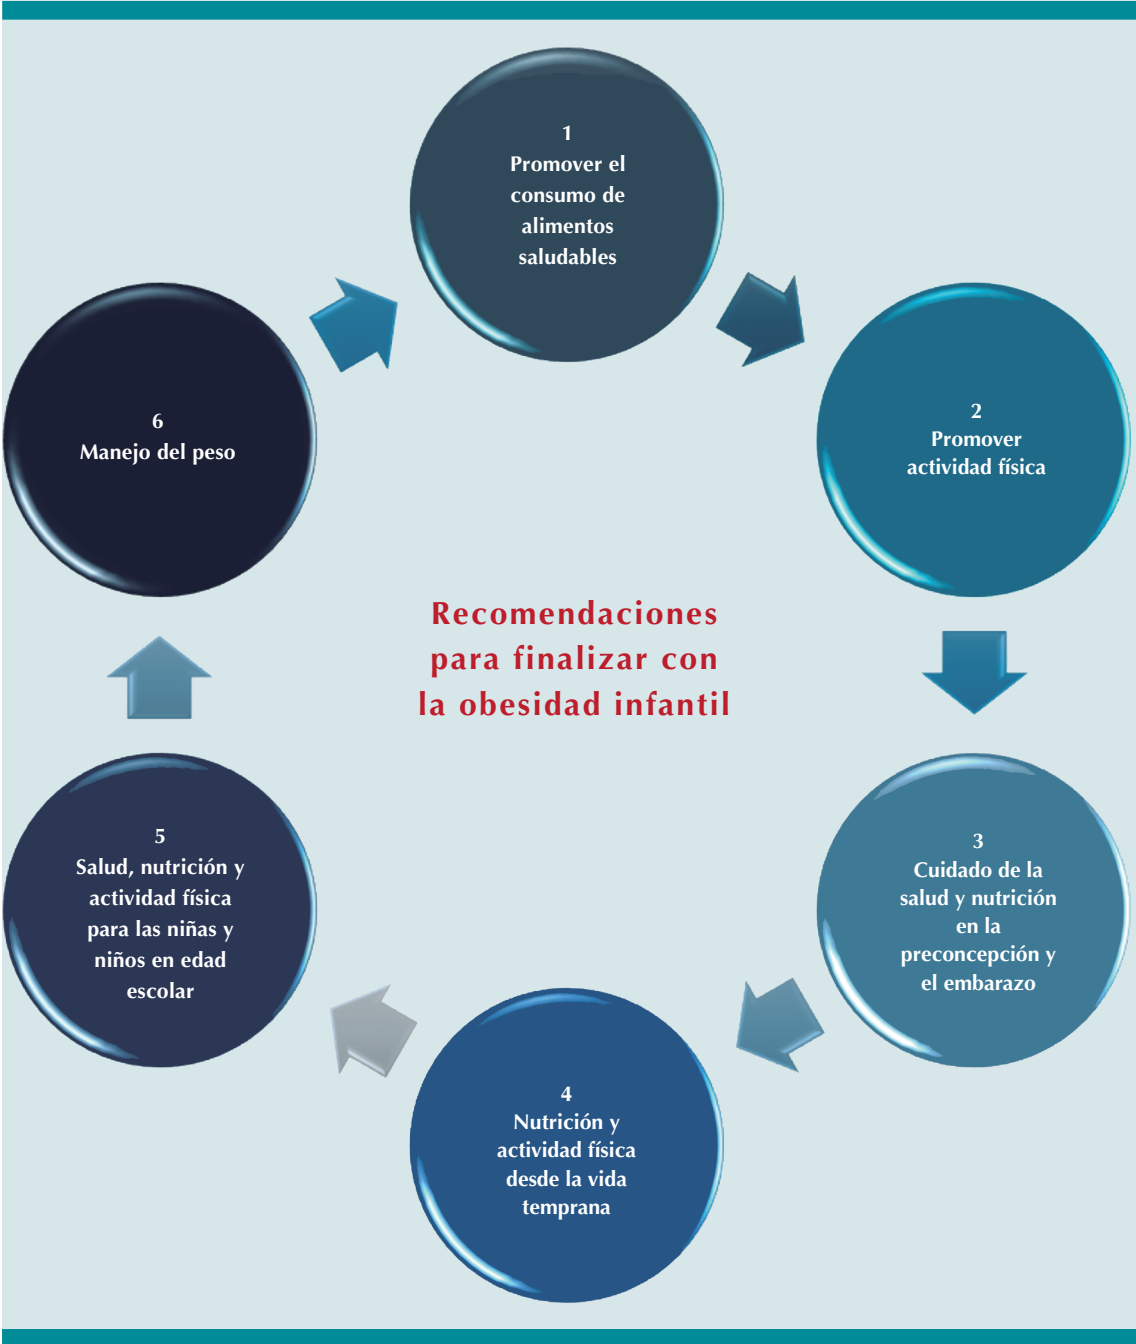 1
Promover el
consumo de
alimentos
saludables
2
Promover
actividad física
3
Cuidado de la
salud y nutrición
en la
preconcepción y
el embarazo
4
Nutrición y
actividad física
desde la vida
temprana
5
Salud, nutrición y
actividad física
para las niñas y
niños en edad
escolar
6
Manejo del peso
Recomendaciones
para finalizar con
la obesidad infantil